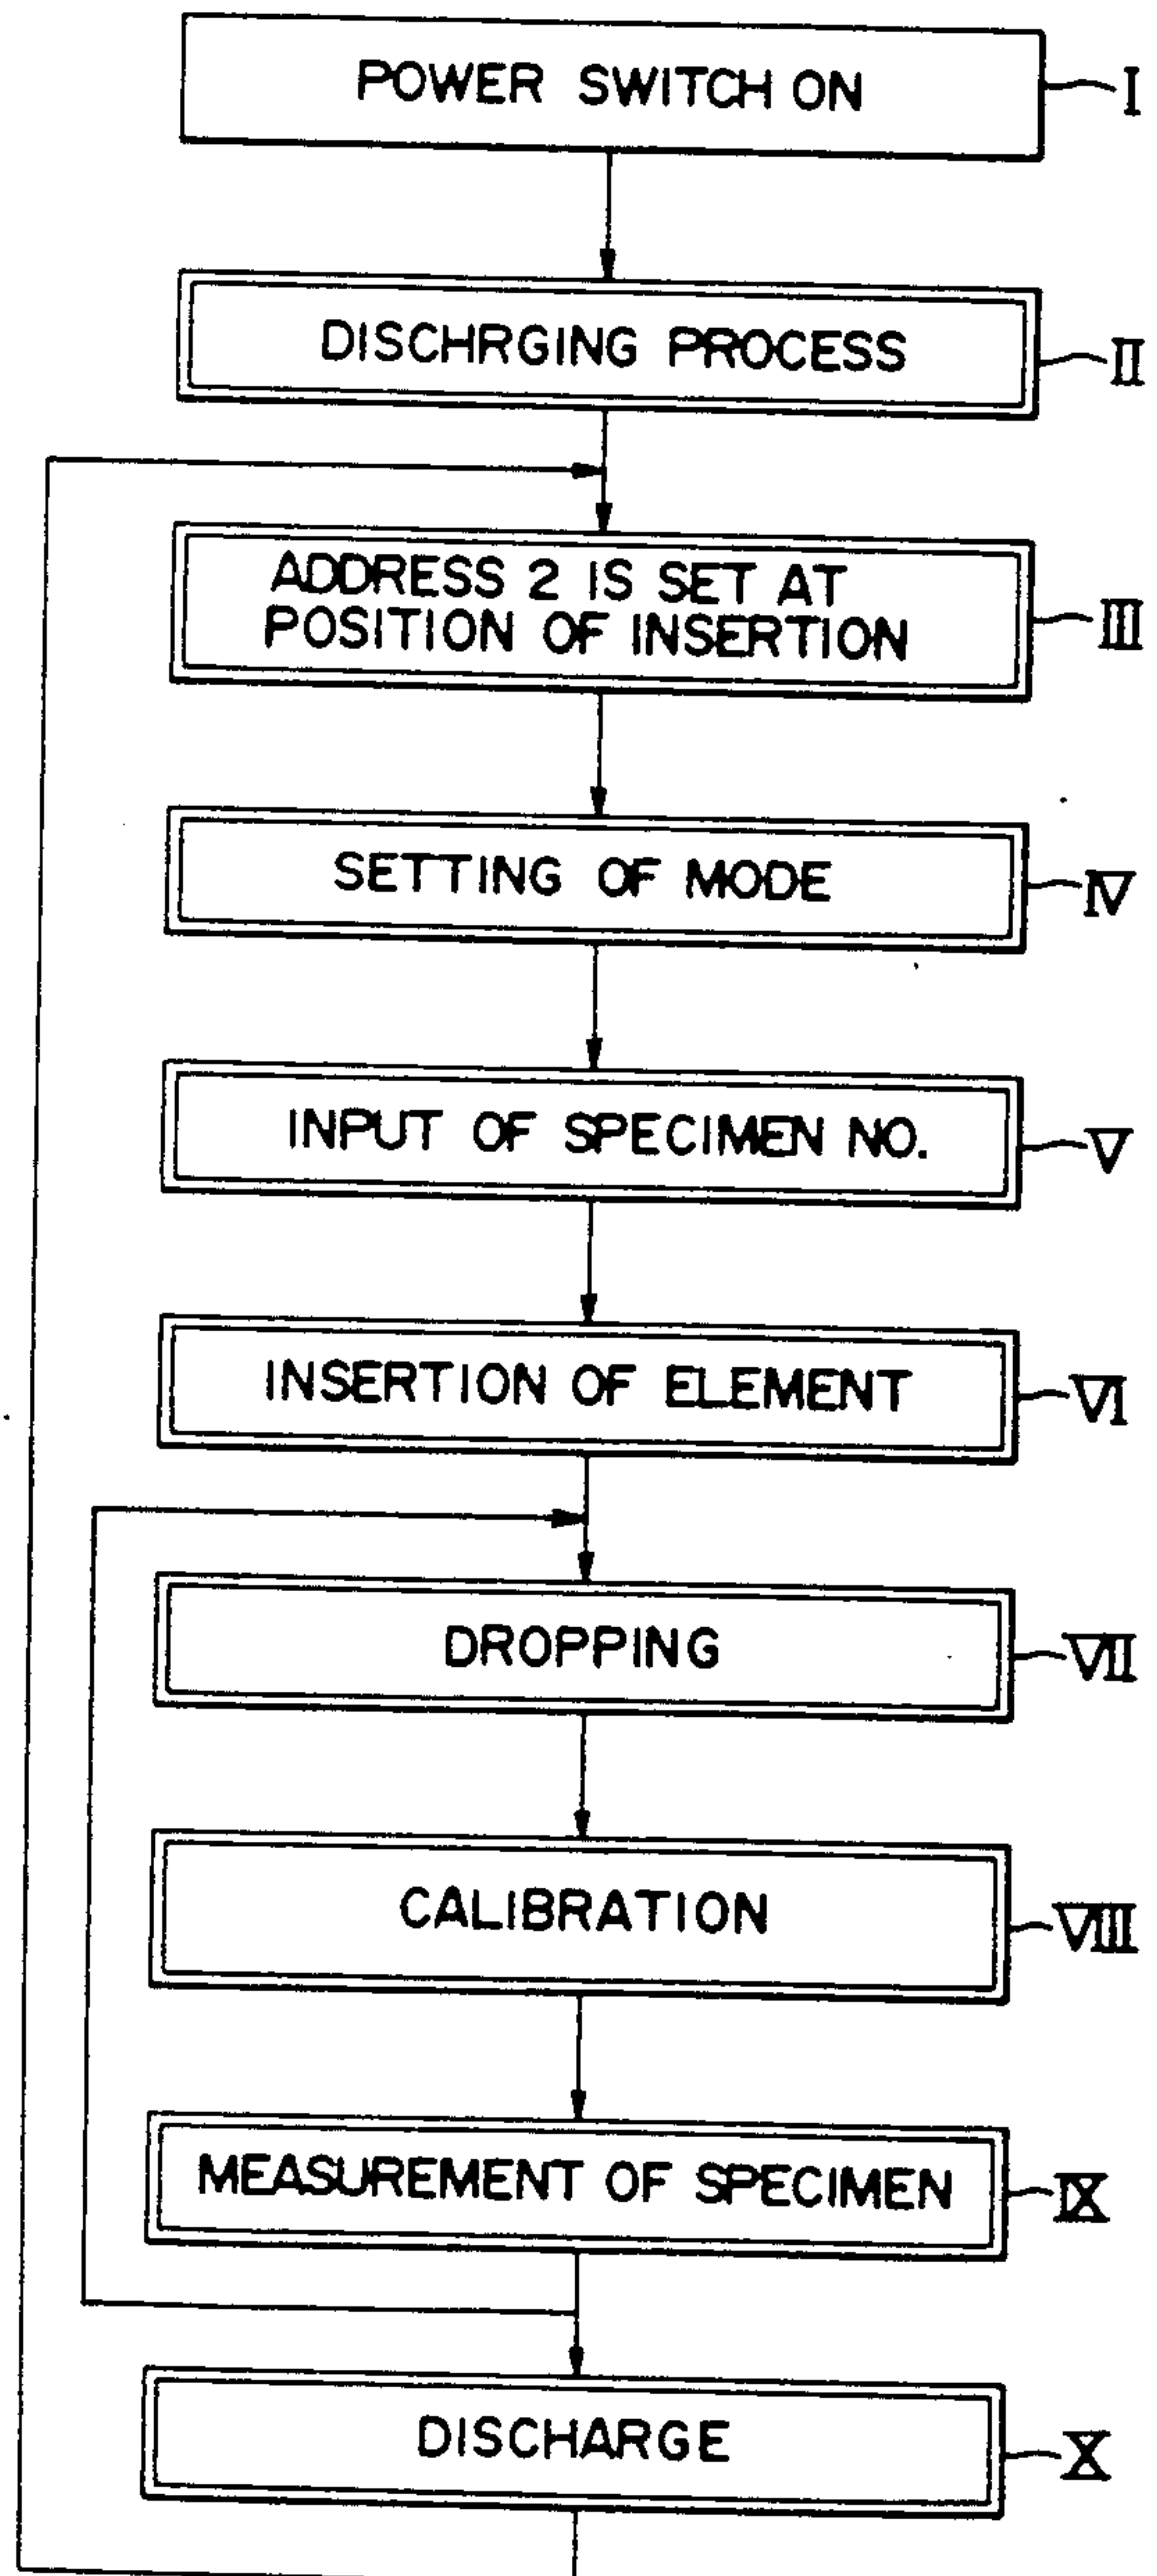 POWER SWITCH ON
I
DISCHRGING PROCESS
II
ADDRESS 2 IS SET AT
POSITION OF INSERTION
III
SETTING OF MODE
IV
INPUT OF SPECIMEN NO.
V
INSERTION OF ELEMENT
VI
DROPPING
VII
CALIBRATION
VIII
MEASUREMENT OF SPECIMEN
IX
DISCHARGE
X